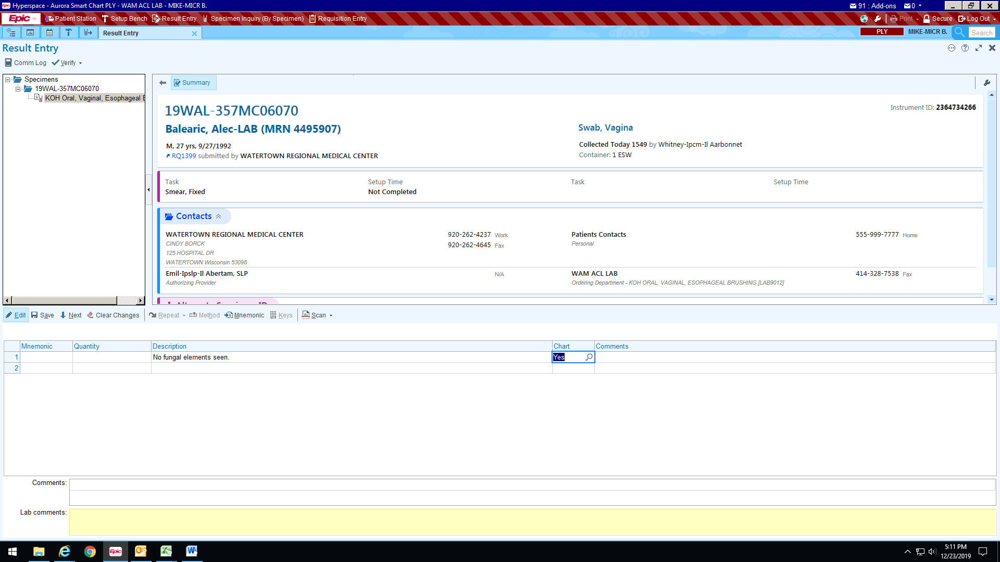 Epic Hyperspace - Aurora Smart Chart PLY - WAM ACL LAB - MIKE-MICR B.
91 : Add-ons 0
Epic Patient Station Setup Bench Result Entry Specimen Inquiry (By Specimen) Requisition Entry Print Secure Log Out
Result Entry PLY MIKE-MICR B. Search
Result Entry
Comm Log Verify
Specimens
19WAL-357MC06070
KOH Oral, Vaginal, Esophageal
Summary
19WAL-357MC06070
Instrument ID: 2364734266
Balearic, Alec-LAB (MRN 4495907)
Swab, Vagina
M, 27 yrs, 9/27/1992
Collected Today 1549 by Whitney-Ipcm-Il Aarbonnet
RQ1399 submitted by WATERTOWN REGIONAL MEDICAL CENTER
Container: 1 ESW
Task Setup Time Task Setup Time
Smear, Fixed Not Completed
Contacts
WATERTOWN REGIONAL MEDICAL CENTER 920-262-4237 Work Patients Contacts 555-999-7777 Home
CINDY BORCK 920-262-4645 Fax Personal
125 HOSPITAL DR
WATERTOWN Wisconsin 53098
Emil-Ipslp-Il Abertam, SLP N/A WAM ACL LAB 414-328-7538 Fax
Authorizing Provider Ordering Department - KOH ORAL, VAGINAL, ESOPHAGEAL BRUSHING [LAB9012]
Edit Save Next Clear Changes Repeat Method Mnemonic Keys Scan
Mnemonic Quantity Description Chart Comments
1 No fungal elements seen. Yes
2
Comments:
Lab comments:
Epic
5:11 PM
12/23/2019